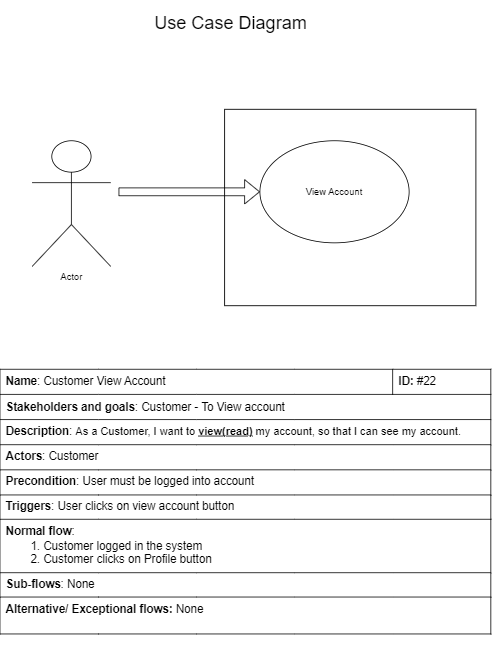 Use Case Diagram
View Account
Actor
Name: Customer View Account
ID: #22
Stakeholders and goals: Customer - To View account
Description: As a Customer, I want to view(read) my account, so that I can see my account.
Actors: Customer
Precondition: User must be logged into account
Triggers: User clicks on view account button
Normal flow:
1. Customer logged in the system
2. Customer clicks on Profile button
Sub-flows: None
Alternative/ Exceptional flows: None